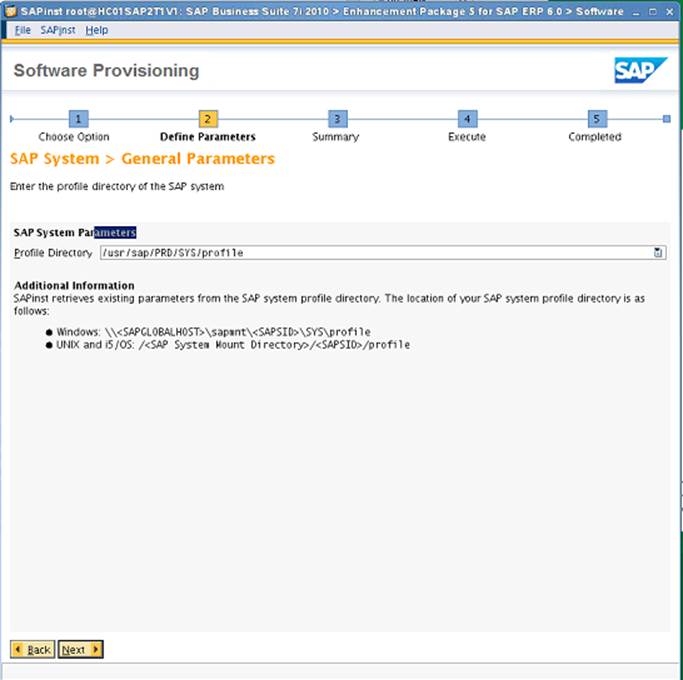 SAPinst root@HC01SAP2T1V1: SAP Business Suite 7i 2010 > Enhancement Package 5 for SAP ERP 6.0 > Software
File SAPinst Help
Software Provisioning
SAP
1 2 3 4 5
Choose Option Define Parameters Summary Execute Completed
SAP System > General Parameters
Enter the profile directory of the SAP system
SAP System Parameters
Profile Directory /usr/sap/PRD/SYS/profile
Additional Information
SAPinst retrieves existing parameters from the SAP system profile directory. The location of your SAP system profile directory is as
follows:
● Windows: \\<SAPGLOBALHOST>\sapmnt\<SAPSID>\SYS\profile
● UNIX and i5/OS: /<SAP System Mount Directory>/<SAPSID>/profile
Back Next